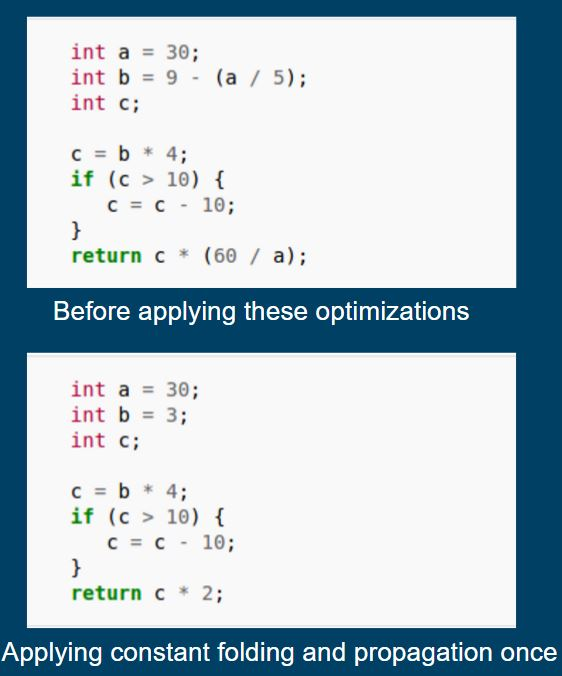 int a = 30;
int b = 9 - (a / 5);
int c;
c = b * 4;
if (c > 10) {
c = c - 10;
}
return c * (60 / a);
Before applying these optimizations
int a = 30;
int b = 3;
int c;
c = b * 4;
if (c > 10) {
c = c - 10;
}
return c * 2;
Applying constant folding and propagation once